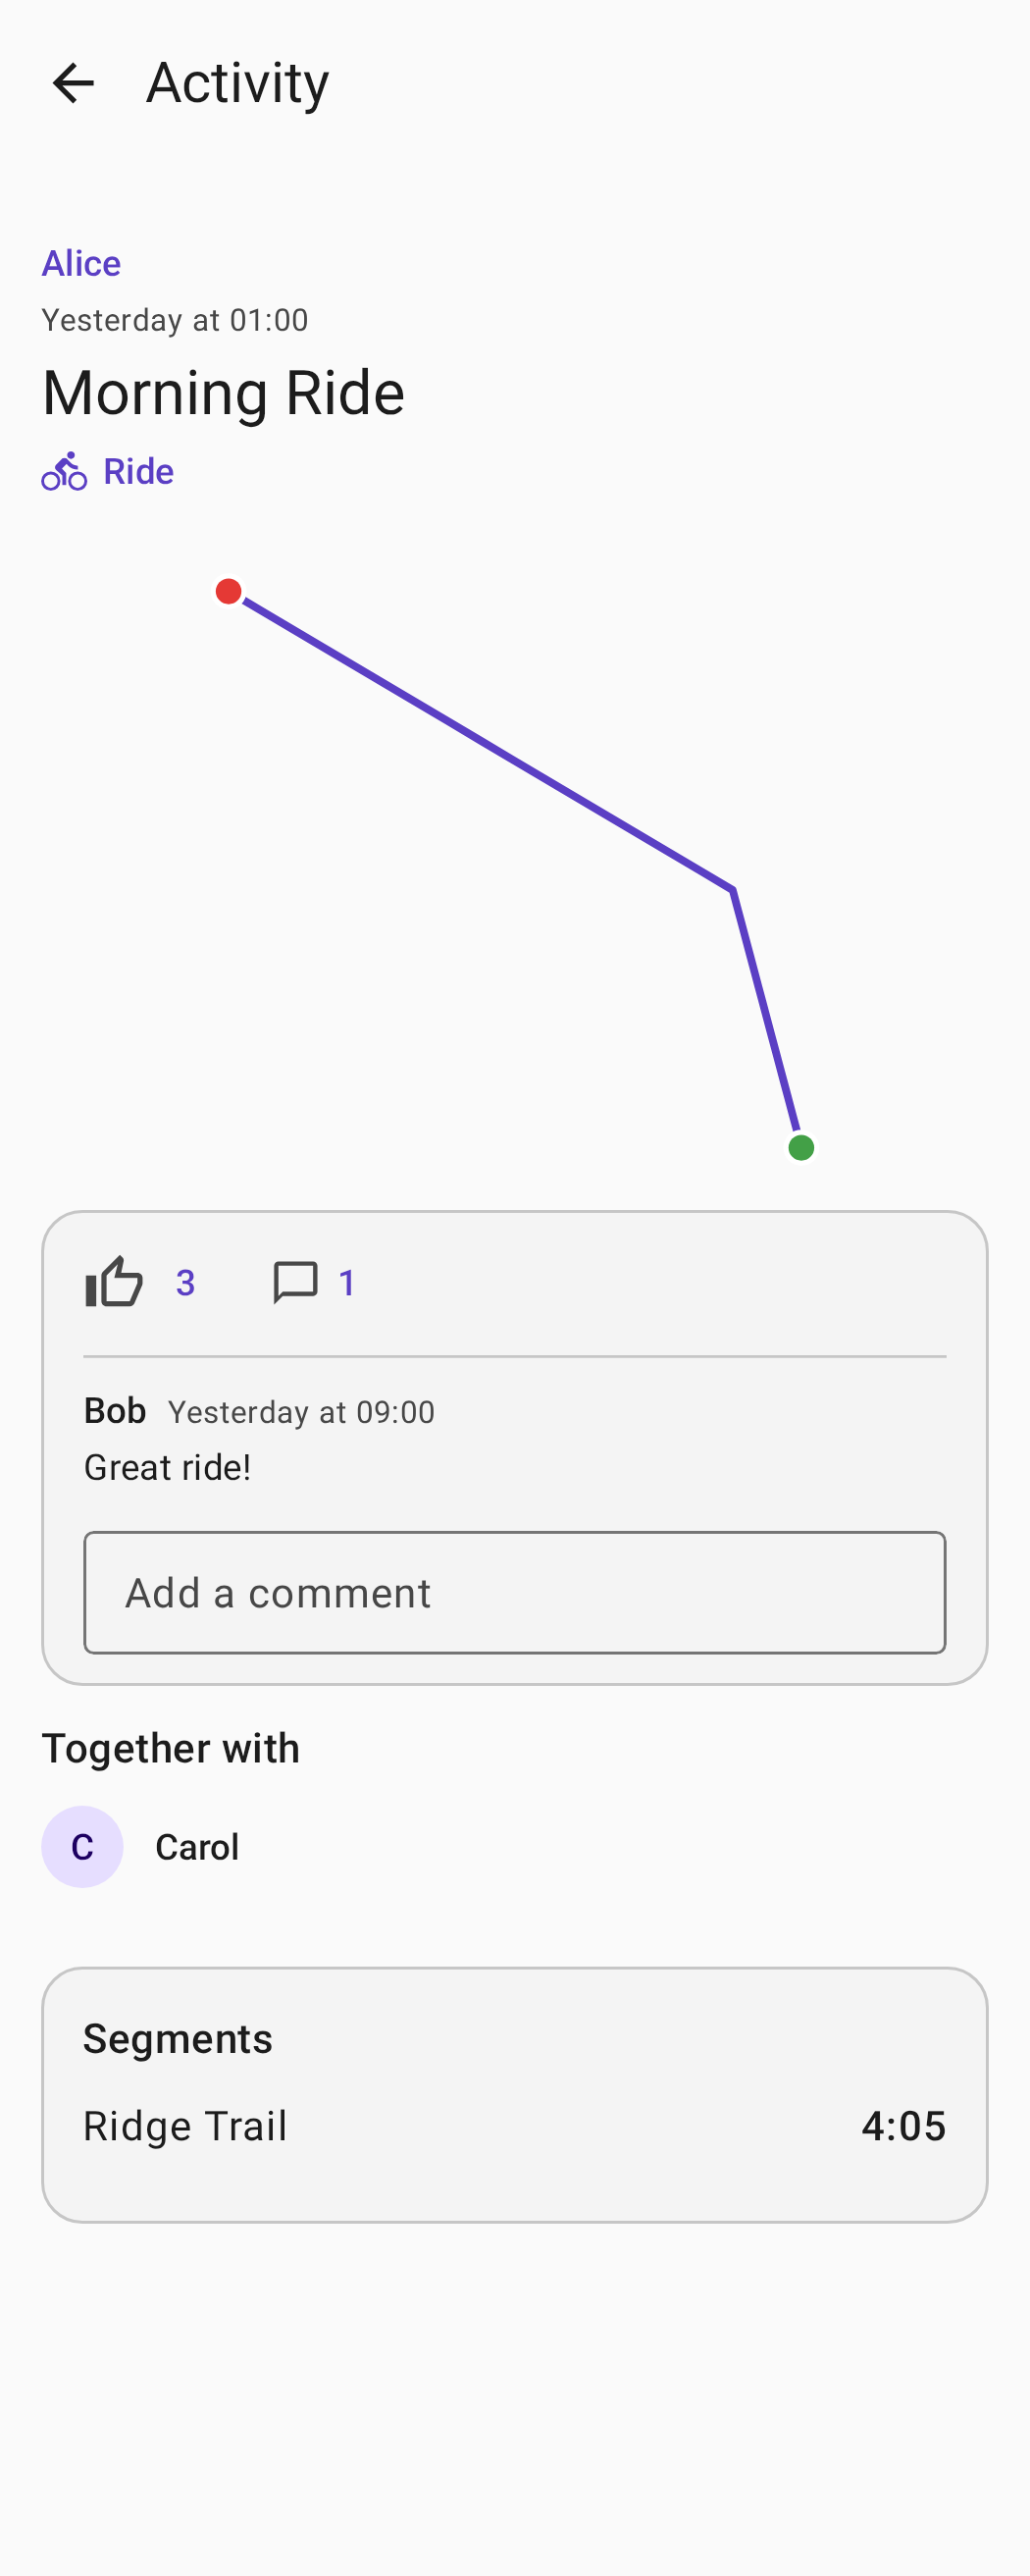 Activity
Alice
Yesterday at 01:00
Morning Ride
Ride
3 1
Bob Yesterday at 09:00
Great ride!
Add a comment
Together with
C Carol
Segments
Ridge Trail 4:05